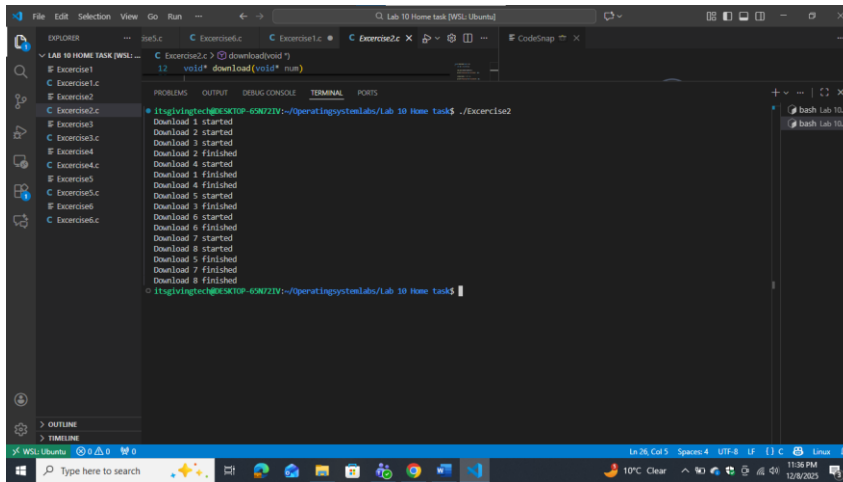 File Edit Selection View Go Run ... Lab 10 Home task [WSL: Ubuntu]
EXPLORER ... ise5.c Excercise6.c Excercise1.c Excercise2.c CodeSnap
LAB 10 HOME TASK [WSL: ... Excercise2.c > download(void *)
12 void* download(void* num)
Excercise1
Excercise1.c
Excercise2
Excercise2.c
Excercise3
Excercise3.c
Excercise4
Excercise4.c
Excercise5
Excercise5.c
Excercise6
Excercise6.c
PROBLEMS OUTPUT DEBUG CONSOLE TERMINAL PORTS
itsgivingtech@DESKTOP-65N72IV:~/Operatingsystemlabs/Lab 10 Home task$ ./Excercise2
Download 1 started
Download 2 started
Download 3 started
Download 2 finished
Download 4 started
Download 1 finished
Download 4 finished
Download 5 started
Download 3 finished
Download 6 started
Download 6 finished
Download 7 started
Download 8 started
Download 5 finished
Download 7 finished
Download 8 finished
itsgivingtech@DESKTOP-65N72IV:~/Operatingsystemlabs/Lab 10 Home task$
bash Lab 10...
bash Lab 10...
OUTLINE
TIMELINE
WSL: Ubuntu 0 0 0 Ln 26, Col 5 Spaces: 4 UTF-8 LF {} C Linux
Type here to search 10°C Clear 11:36 PM
12/8/2025